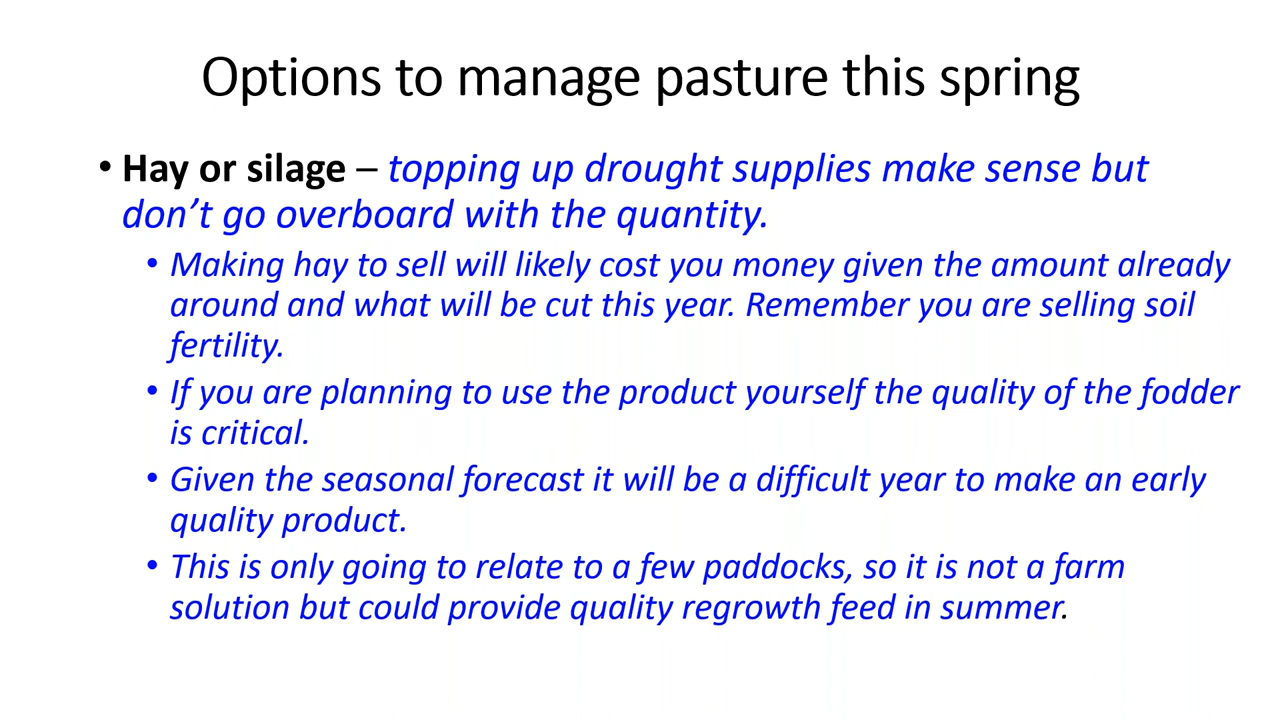 Options to manage pasture this spring
• Hay or silage – topping up drought supplies make sense but
don’t go overboard with the quantity.
• Making hay to sell will likely cost you money given the amount already
around and what will be cut this year. Remember you are selling soil
fertility.
• If you are planning to use the product yourself the quality of the fodder
is critical.
• Given the seasonal forecast it will be a difficult year to make an early
quality product.
• This is only going to relate to a few paddocks, so it is not a farm
solution but could provide quality regrowth feed in summer.